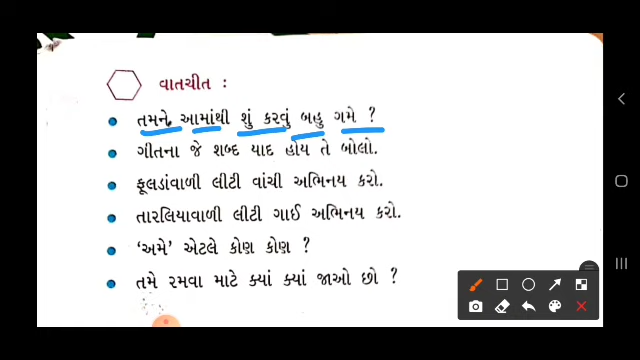 વાતચીત :
તમને આમાંથી શું કરવું બહુ ગમે ?
ગીતના જે શબ્દ યાદ હોય તે બોલો.
ફૂલડાંવાળી લીટી વાંચી અભિનય કરો.
તારલિયાવાળી લીટી ગાઈ અભિનય કરો.
‘અમે’ એટલે કોણ કોણ ?
તમે રમવા માટે ક્યાં ક્યાં જાઓ છો ?